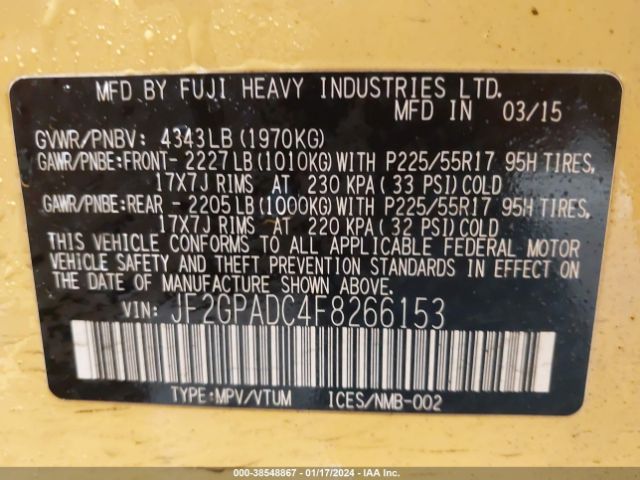 MFD BY FUJI HEAVY INDUSTRIES LTD.
MFD IN 03/15
GVWR/PNBV: 4343LB (1970KG)
GAWR/PNBE:FRONT- 2227LB(1010KG)WITH P225/55R17 95H TIRES,
17X7J RIMS AT 230 KPA (33 PSI) COLD
GAWR/PNBE:REAR - 2205LB(1000KG)WITH P225/55R17 95H TIRES,
17X7J RIMS AT 220 KPA (32 PSI) COLD
THIS VEHICLE CONFORMS TO ALL APPLICABLE FEDERAL MOTOR
VEHICLE SAFETY AND THEFT PREVENTION STANDARDS IN EFFECT ON
THE DATE OF MANUFACTURE SHOWN ABOVE.
VIN: JF2GPADC4F8266153
TYPE:MPV/VTUM ICES/NMB-002
000-38548867 - 01/17/2024 - IAA Inc.